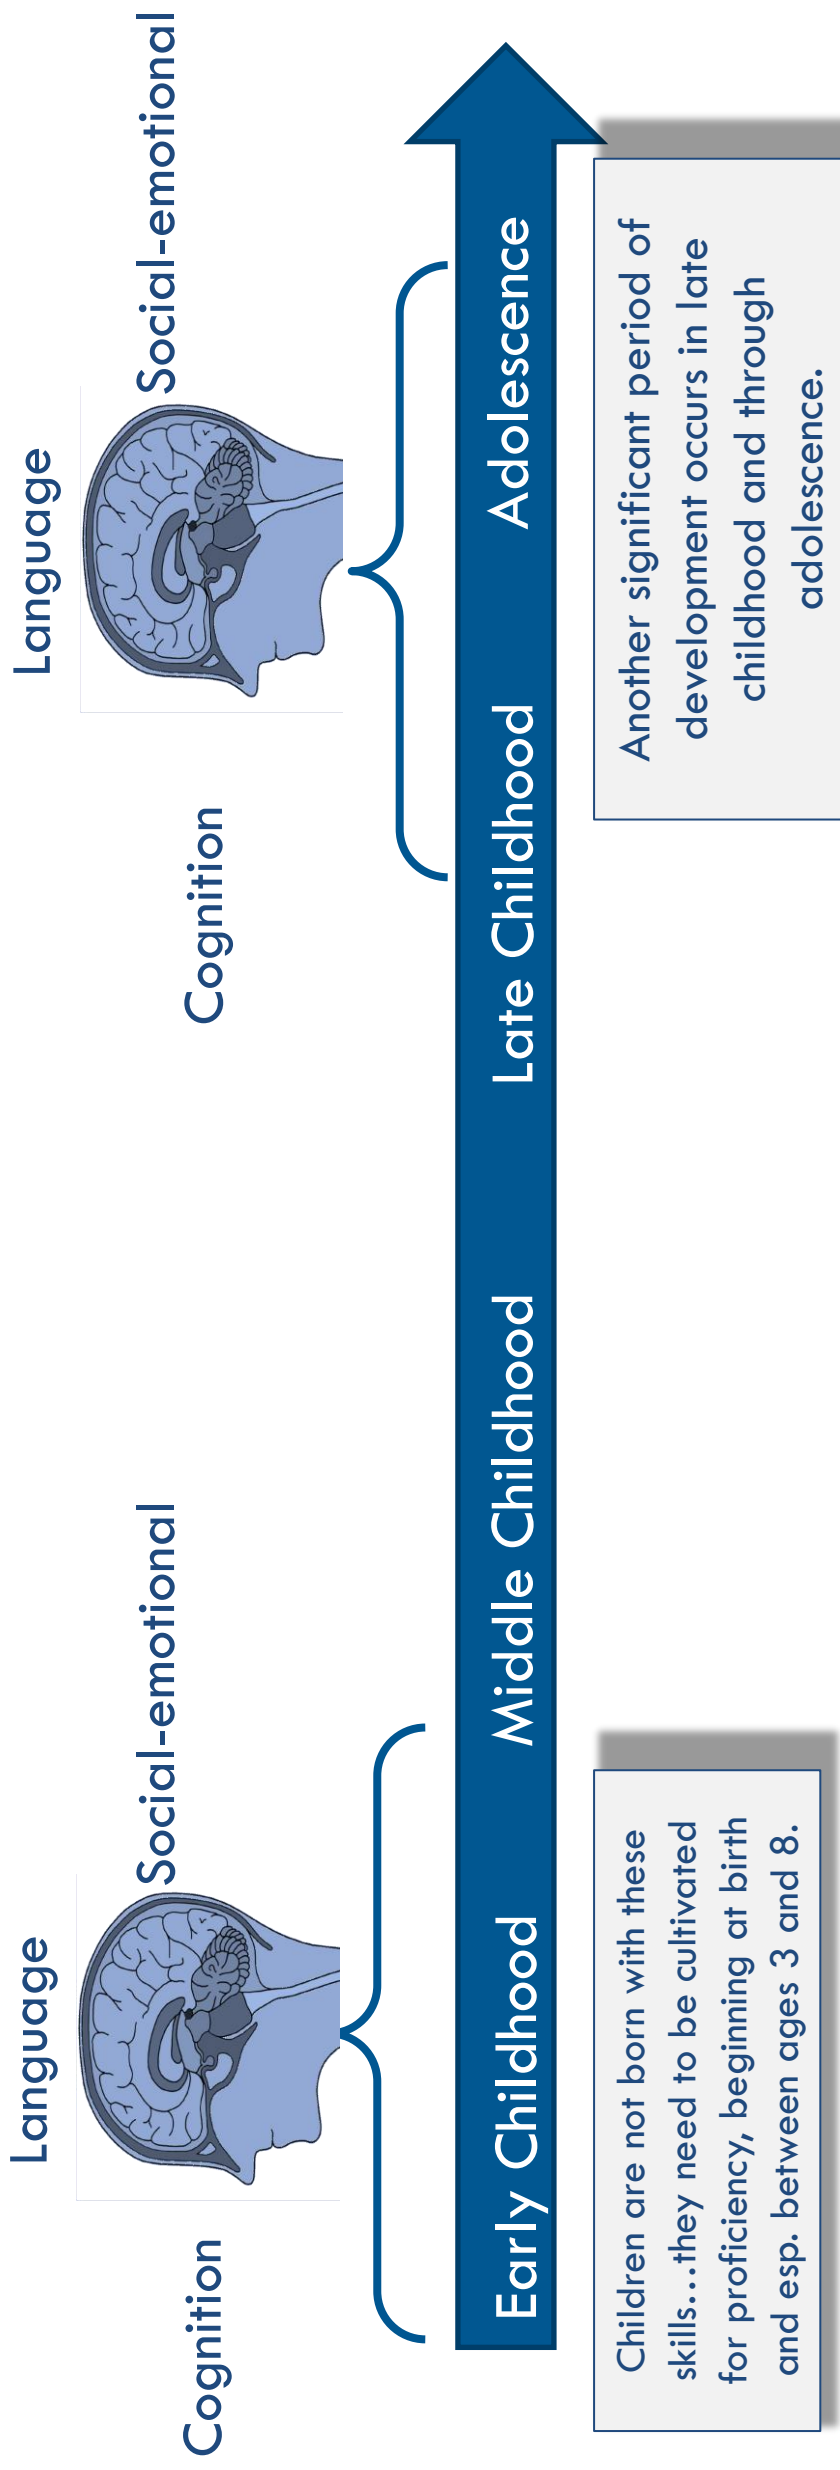 Language
Cognition
Social-emotional
Language
Cognition
Social-emotional
Early Childhood
Middle Childhood
Late Childhood
Adolescence
Children are not born with these
skills...they need to be cultivated
for proficiency, beginning at birth
and esp. between ages 3 and 8.
Another significant period of
development occurs in late
childhood and through
adolescence.